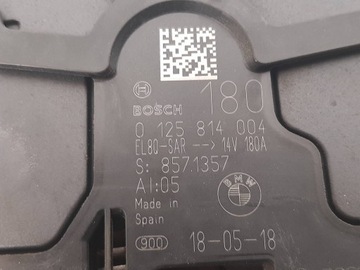 BOSCH 180
0 125 814 004
EL8Q-SAR --> 14V 180A
S: 8571357
AI:05
BMW
Made in
Spain
900 18-05-18